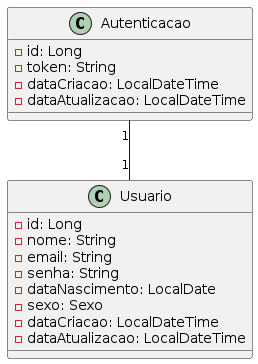 C Autenticacao
id: Long
token: String
dataCriacao: LocalDateTime
dataAtualizacao: LocalDateTime
1
1
C Usuario
id: Long
nome: String
email: String
senha: String
dataNascimento: LocalDate
sexo: Sexo
dataCriacao: LocalDateTime
dataAtualizacao: LocalDateTime